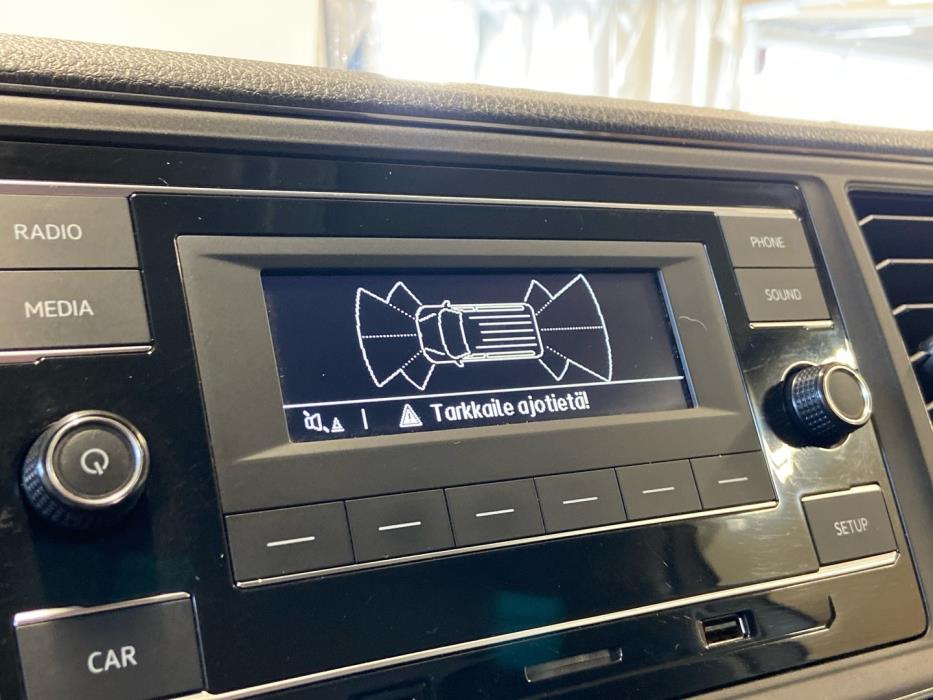 RADIO
MEDIA
PHONE
SOUND
Tarkkaile ajotietä!
SETUP
CAR